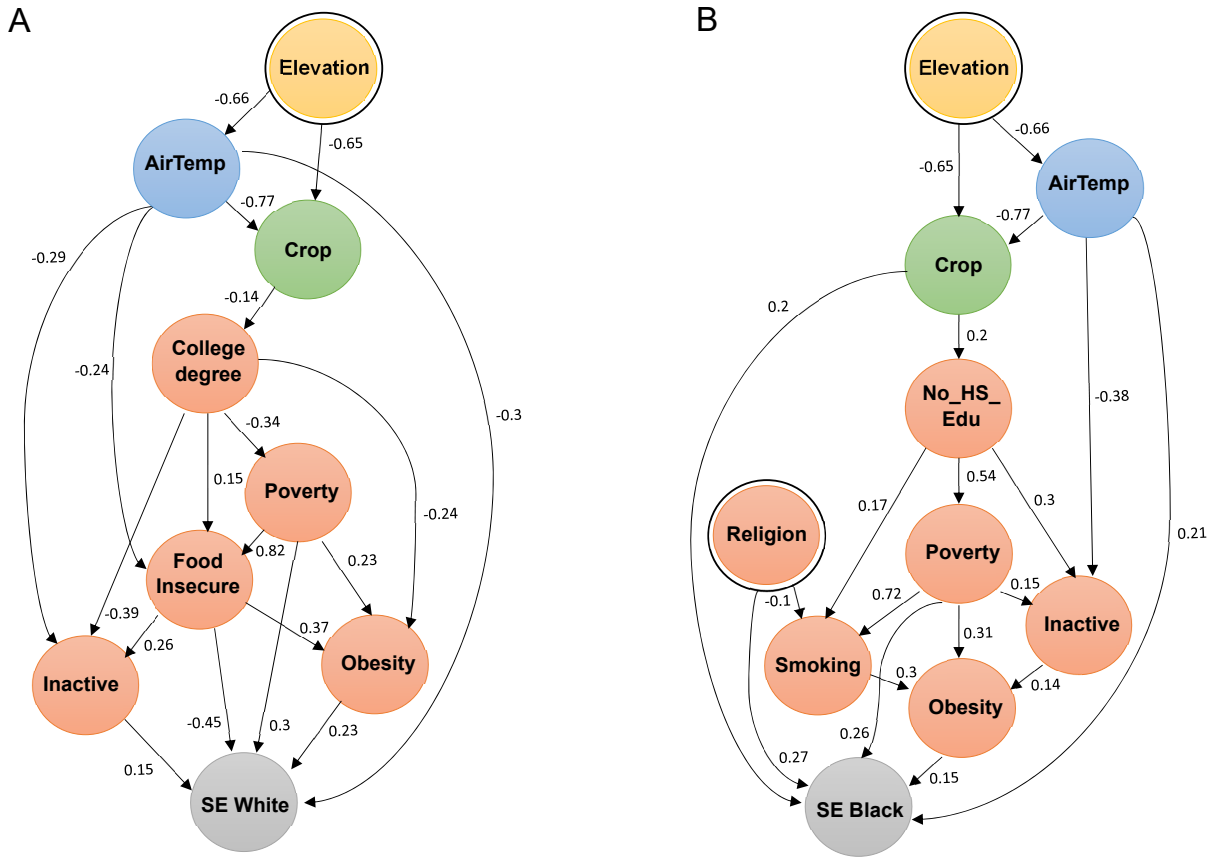 A
Elevation
-0.66
-0.65
AirTemp
-0.77
Crop
-0.29
-0.14
College
degree
-0.24
-0.3
-0.34
0.15
Poverty
-0.24
0.82
0.23
Food
Insecure
-0.39
0.37
0.26
Obesity
Inactive
-0.45
0.3
0.23
0.15
SE White
B
Elevation
-0.66
-0.65
AirTemp
-0.77
Crop
0.2
0.2
-0.38
No_HS_
Edu
0.54
0.17
0.3
0.21
Religion
Poverty
0.15
0.72
-0.1
Inactive
0.31
Smoking
0.3
0.14
Obesity
0.26
0.27
0.15
SE Black